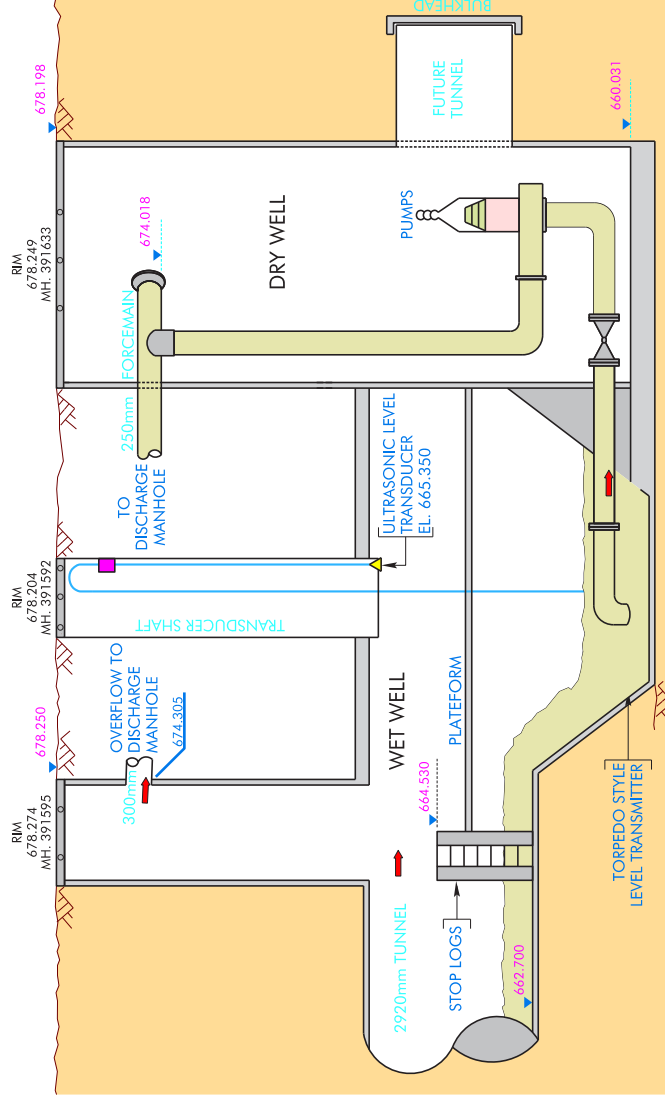 RIM
678.274
MH. 391595
678.250
RIM
678.204
MH. 391592
RIM
678.249
MH. 391633
678.198
OVERFLOW TO
DISCHARGE
MANHOLE
674.305
300mm
TRANSDUCER SHAFT
TO
DISCHARGE
MANHOLE
250mm FORCEMAIN
674.018
DRY WELL
ULTRASONIC LEVEL
TRANSDUCER
EL. 665.350
WET WELL
PLATEFORM
664.530
2920mm TUNNEL
STOP LOGS
662.700
TORPEDO STYLE
LEVEL TRANSMITTER
PUMPS
FUTURE
TUNNEL
BULKHEAD
660.031